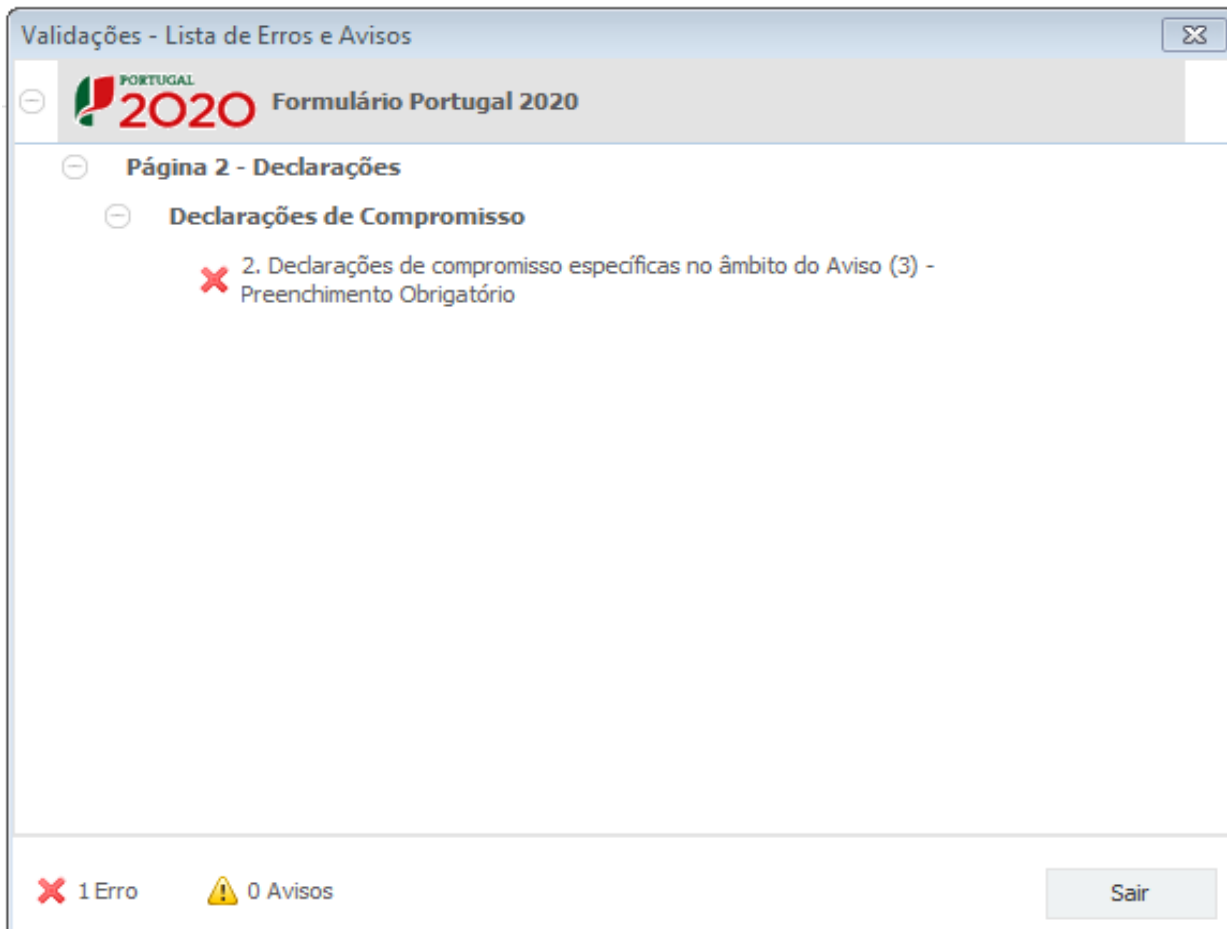 Validações - Lista de Erros e Avisos
PORTUGAL
2020
Formulário Portugal 2020
Página 2 - Declarações
Declarações de Compromisso
2. Declarações de compromisso específicas no âmbito do Aviso (3) -
Preenchimento Obrigatório
1 Erro
0 Avisos
Sair